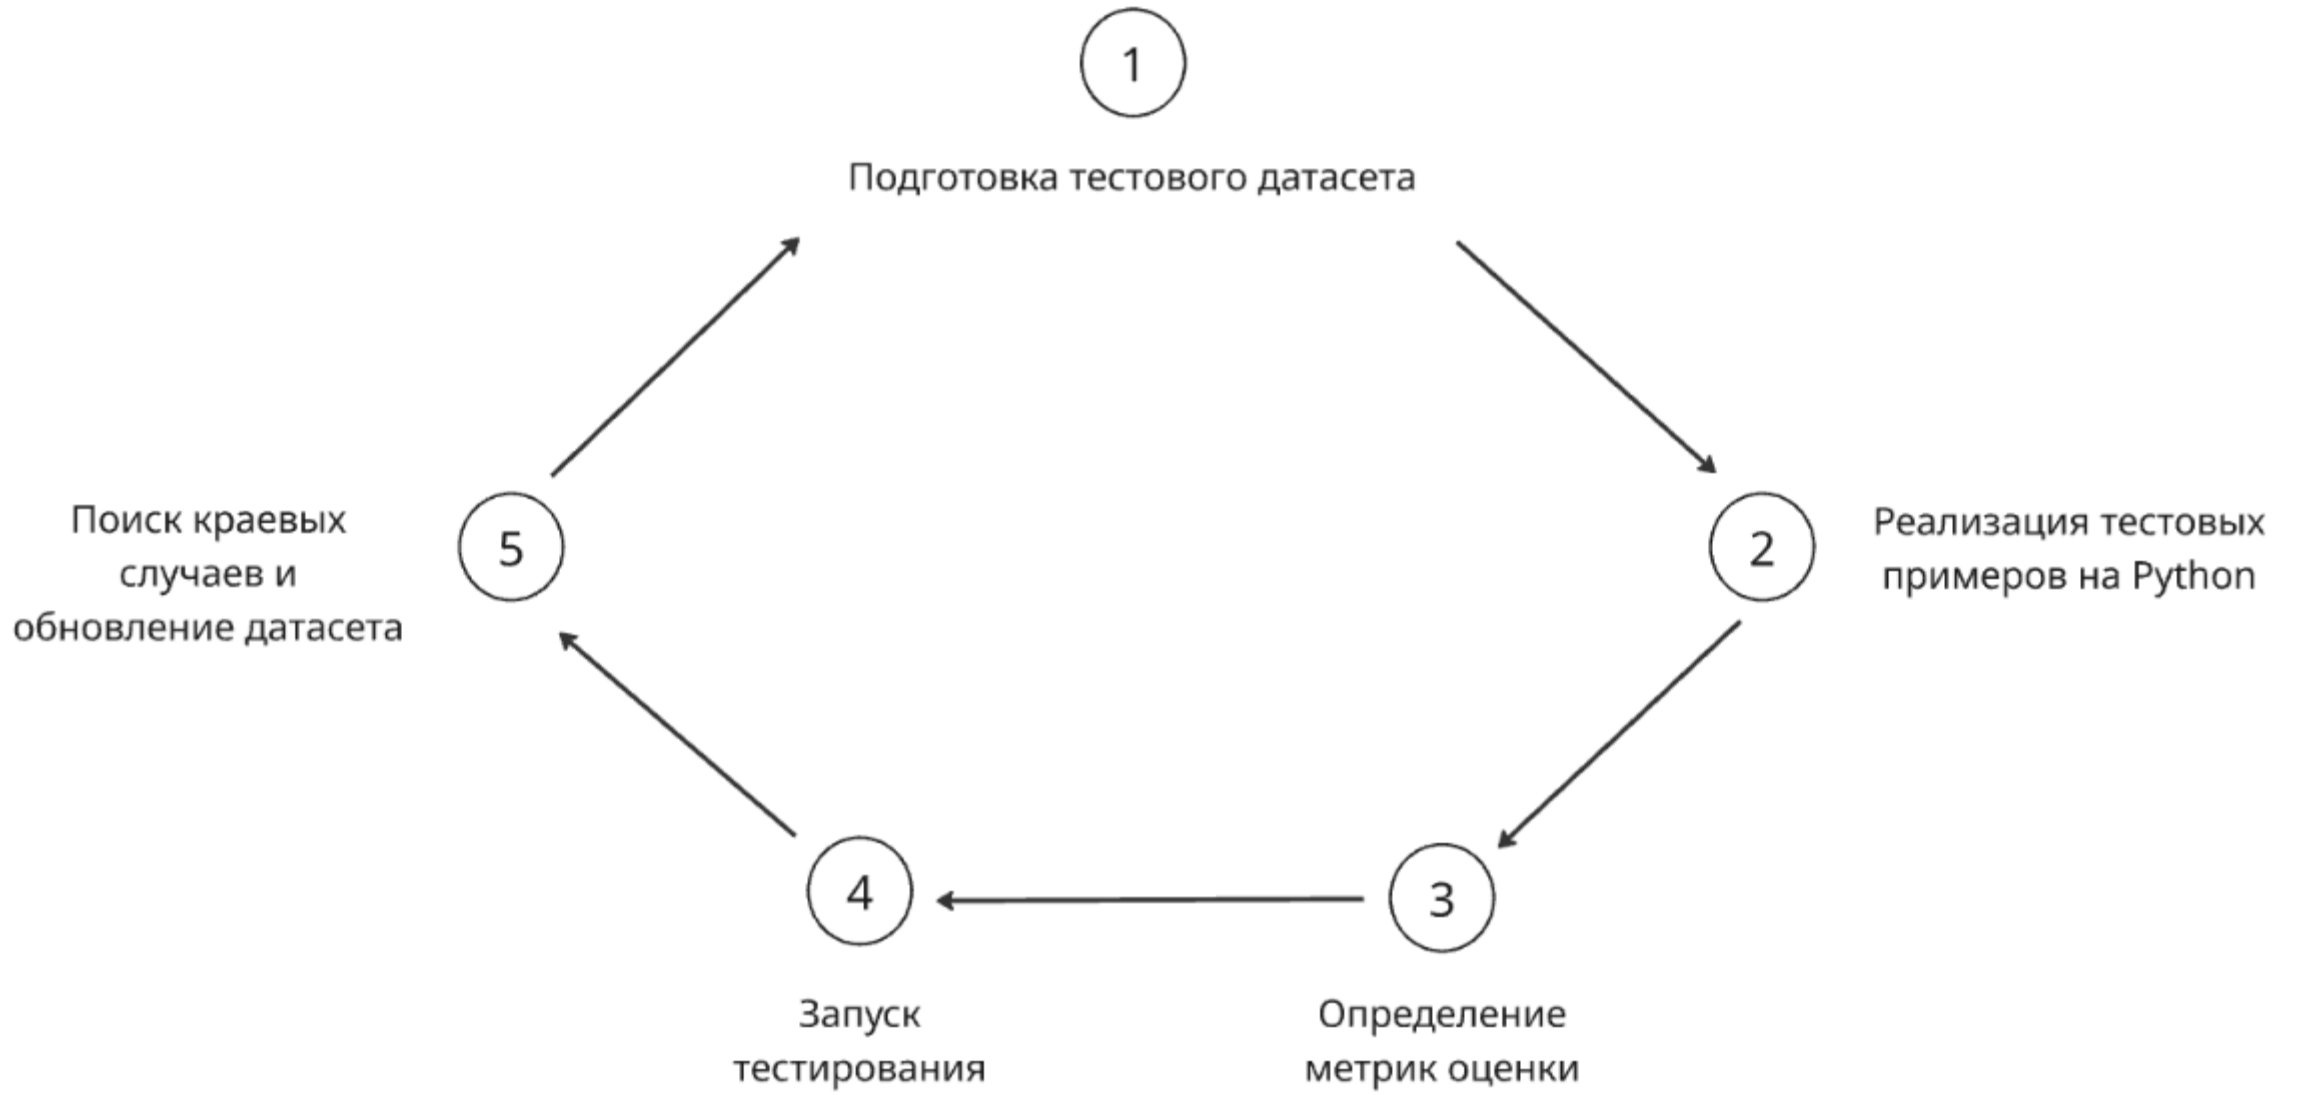 1
Подготовка тестового датасета
2
Реализация тестовых
примеров на Python
3
Определение
метрик оценки
4
Запуск
тестирования
5
Поиск краевых
случаев и
обновление датасета